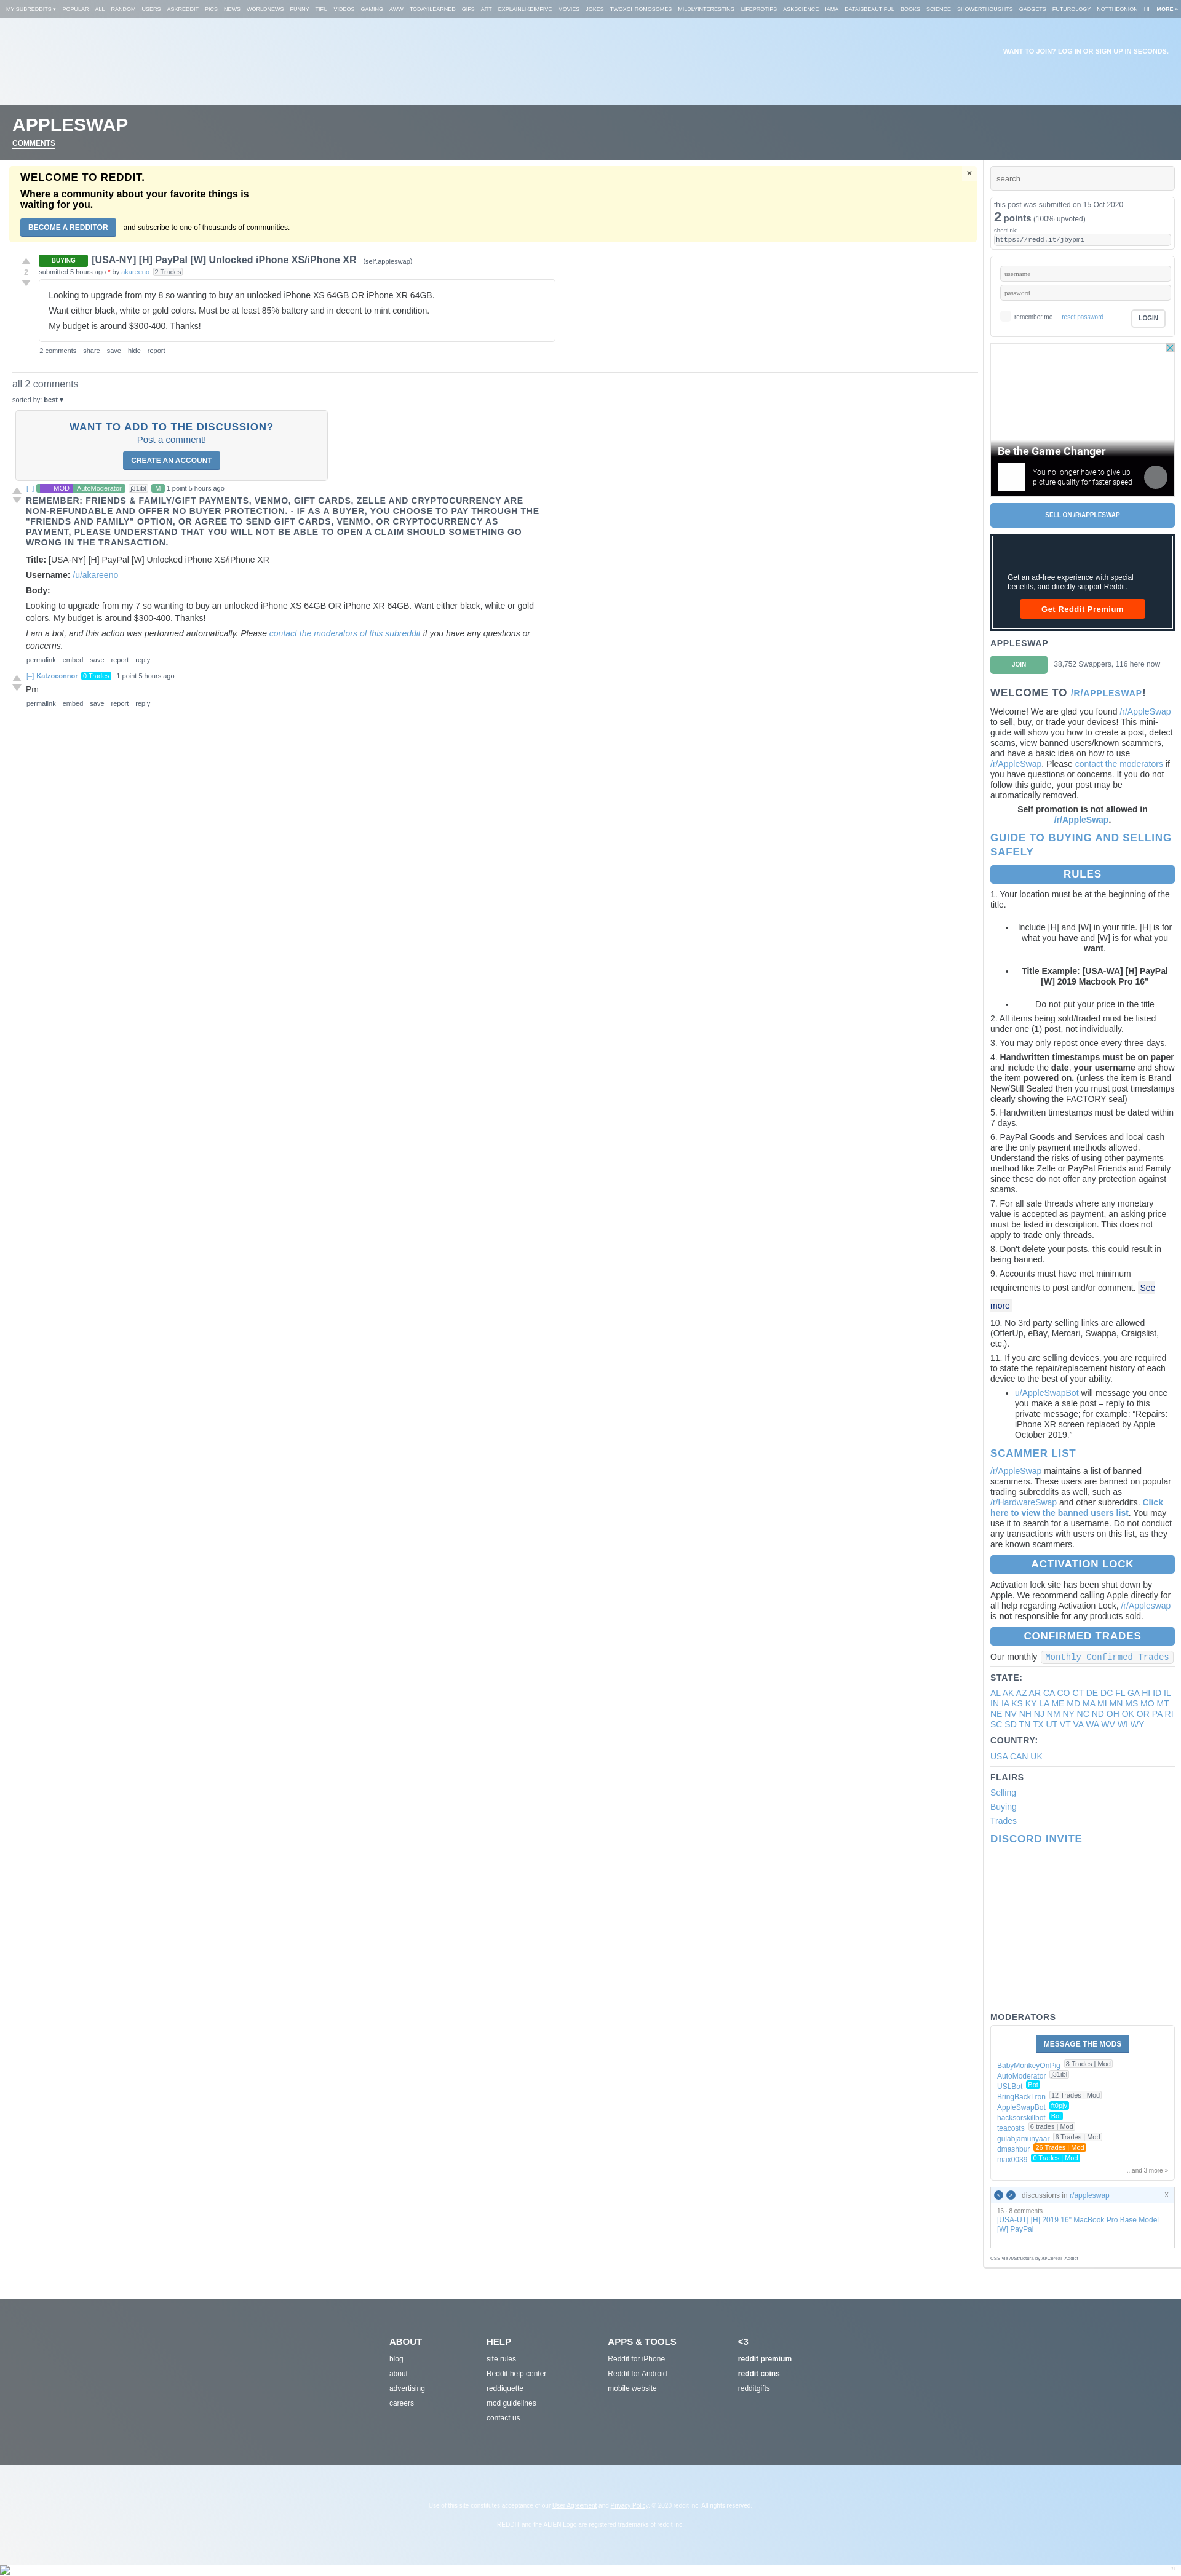 MY SUBREDDITS ▾ POPULAR ALL RANDOM USERS ASKREDDIT PICS NEWS WORLDNEWS FUNNY TIFU VIDEOS GAMING AWW TODAYILEARNED GIFS ART EXPLAINLIKEIMFIVE MOVIES JOKES TWOXCHROMOSOMES MILDLYINTERESTING LIFEPROTIPS ASKSCIENCE IAMA DATAISBEAUTIFUL BOOKS SCIENCE SHOWERTHOUGHTS GADGETS FUTUROLOGY NOTTHEONION HI MORE »
WANT TO JOIN? LOG IN OR SIGN UP IN SECONDS.
APPLESWAP
COMMENTS
WELCOME TO REDDIT.
×
Where a community about your favorite things is
waiting for you.
BECOME A REDDITOR and subscribe to one of thousands of communities.
BUYING [USA-NY] [H] PayPal [W] Unlocked iPhone XS/iPhone XR (self.appleswap)
2
submitted 5 hours ago * by akareeno 2 Trades
Looking to upgrade from my 8 so wanting to buy an unlocked iPhone XS 64GB OR iPhone XR 64GB.
Want either black, white or gold colors. Must be at least 85% battery and in decent to mint condition.
My budget is around $300-400. Thanks!
2 comments share save hide report
all 2 comments
sorted by: best ▾
WANT TO ADD TO THE DISCUSSION?
Post a comment!
CREATE AN ACCOUNT
[–] MOD AutoModerator j31ibl M 1 point 5 hours ago
REMEMBER: FRIENDS & FAMILY/GIFT PAYMENTS, VENMO, GIFT CARDS, ZELLE AND CRYPTOCURRENCY ARE
NON-REFUNDABLE AND OFFER NO BUYER PROTECTION. - IF AS A BUYER, YOU CHOOSE TO PAY THROUGH THE
"FRIENDS AND FAMILY" OPTION, OR AGREE TO SEND GIFT CARDS, VENMO, OR CRYPTOCURRENCY AS
PAYMENT, PLEASE UNDERSTAND THAT YOU WILL NOT BE ABLE TO OPEN A CLAIM SHOULD SOMETHING GO
WRONG IN THE TRANSACTION.
Title: [USA-NY] [H] PayPal [W] Unlocked iPhone XS/iPhone XR
Username: /u/akareeno
Body:
Looking to upgrade from my 7 so wanting to buy an unlocked iPhone XS 64GB OR iPhone XR 64GB. Want either black, white or gold
colors. My budget is around $300-400. Thanks!
I am a bot, and this action was performed automatically. Please contact the moderators of this subreddit if you have any questions or
concerns.
permalink embed save report reply
[–] Katzoconnor 0 Trades 1 point 5 hours ago
Pm
permalink embed save report reply
search
this post was submitted on 15 Oct 2020
2 points (100% upvoted)
shortlink:
https://redd.it/jbypmi
username
password
remember me reset password LOGIN
Be the Game Changer
You no longer have to give up
picture quality for faster speed
SELL ON /R/APPLESWAP
Get an ad-free experience with special
benefits, and directly support Reddit.
Get Reddit Premium
APPLESWAP
JOIN 38,752 Swappers, 116 here now
WELCOME TO /R/APPLESWAP!
Welcome! We are glad you found /r/AppleSwap
to sell, buy, or trade your devices! This mini-
guide will show you how to create a post, detect
scams, view banned users/known scammers,
and have a basic idea on how to use
/r/AppleSwap. Please contact the moderators if
you have questions or concerns. If you do not
follow this guide, your post may be
automatically removed.
Self promotion is not allowed in
/r/AppleSwap.
GUIDE TO BUYING AND SELLING
SAFELY
RULES
1. Your location must be at the beginning of the
title.
• Include [H] and [W] in your title. [H] is for
what you have and [W] is for what you
want.
• Title Example: [USA-WA] [H] PayPal
[W] 2019 Macbook Pro 16"
• Do not put your price in the title
2. All items being sold/traded must be listed
under one (1) post, not individually.
3. You may only repost once every three days.
4. Handwritten timestamps must be on paper
and include the date, your username and show
the item powered on. (unless the item is Brand
New/Still Sealed then you must post timestamps
clearly showing the FACTORY seal)
5. Handwritten timestamps must be dated within
7 days.
6. PayPal Goods and Services and local cash
are the only payment methods allowed.
Understand the risks of using other payments
method like Zelle or PayPal Friends and Family
since these do not offer any protection against
scams.
7. For all sale threads where any monetary
value is accepted as payment, an asking price
must be listed in description. This does not
apply to trade only threads.
8. Don't delete your posts, this could result in
being banned.
9. Accounts must have met minimum
requirements to post and/or comment. See
more
10. No 3rd party selling links are allowed
(OfferUp, eBay, Mercari, Swappa, Craigslist,
etc.).
11. If you are selling devices, you are required
to state the repair/replacement history of each
device to the best of your ability.
• u/AppleSwapBot will message you once
you make a sale post – reply to this
private message; for example: “Repairs:
iPhone XR screen replaced by Apple
October 2019.”
SCAMMER LIST
/r/AppleSwap maintains a list of banned
scammers. These users are banned on popular
trading subreddits as well, such as
/r/HardwareSwap and other subreddits. Click
here to view the banned users list. You may
use it to search for a username. Do not conduct
any transactions with users on this list, as they
are known scammers.
ACTIVATION LOCK
Activation lock site has been shut down by
Apple. We recommend calling Apple directly for
all help regarding Activation Lock, /r/Appleswap
is not responsible for any products sold.
CONFIRMED TRADES
Our monthly Monthly Confirmed Trades
STATE:
AL AK AZ AR CA CO CT DE DC FL GA HI ID IL
IN IA KS KY LA ME MD MA MI MN MS MO MT
NE NV NH NJ NM NY NC ND OH OK OR PA RI
SC SD TN TX UT VT VA WA WV WI WY
COUNTRY:
USA CAN UK
FLAIRS
Selling
Buying
Trades
DISCORD INVITE
MODERATORS
MESSAGE THE MODS
BabyMonkeyOnPig 8 Trades | Mod
AutoModerator j31ibl
USLBot Bot
BringBackTron 12 Trades | Mod
AppleSwapBot ft0pjv
hacksorskillbot Bot
teacosts 6 trades | Mod
gulabjamunyaar 6 Trades | Mod
dmashbur 26 Trades | Mod
max0039 0 Trades | Mod
...and 3 more »
< > discussions in r/appleswap X
16 · 8 comments
[USA-UT] [H] 2019 16" MacBook Pro Base Model
[W] PayPal
CSS via /r/Structura by /u/Cereal_Addict
ABOUT
blog
about
advertising
careers
HELP
site rules
Reddit help center
reddiquette
mod guidelines
contact us
APPS & TOOLS
Reddit for iPhone
Reddit for Android
mobile website
<3
reddit premium
reddit coins
redditgifts
Use of this site constitutes acceptance of our User Agreement and Privacy Policy. © 2020 reddit inc. All rights reserved.
REDDIT and the ALIEN Logo are registered trademarks of reddit inc.
π